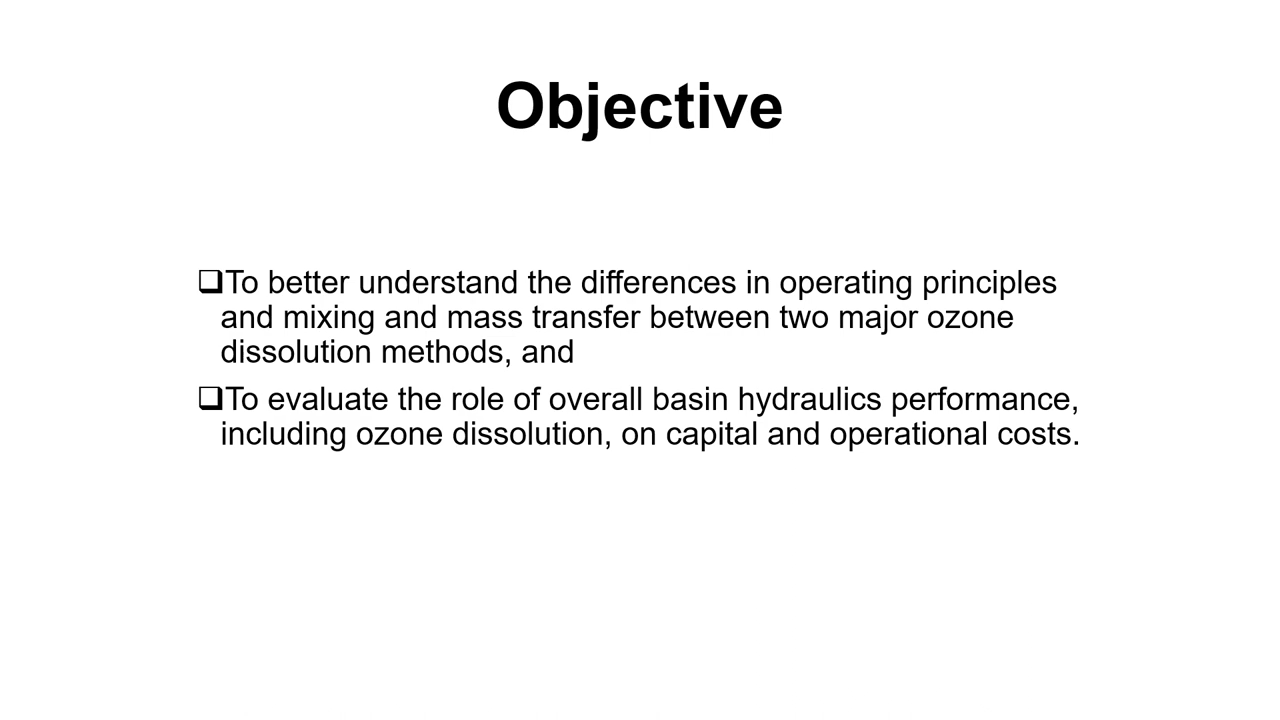 Objective
❑To better understand the differences in operating principles
and mixing and mass transfer between two major ozone
dissolution methods, and
❑To evaluate the role of overall basin hydraulics performance,
including ozone dissolution, on capital and operational costs.